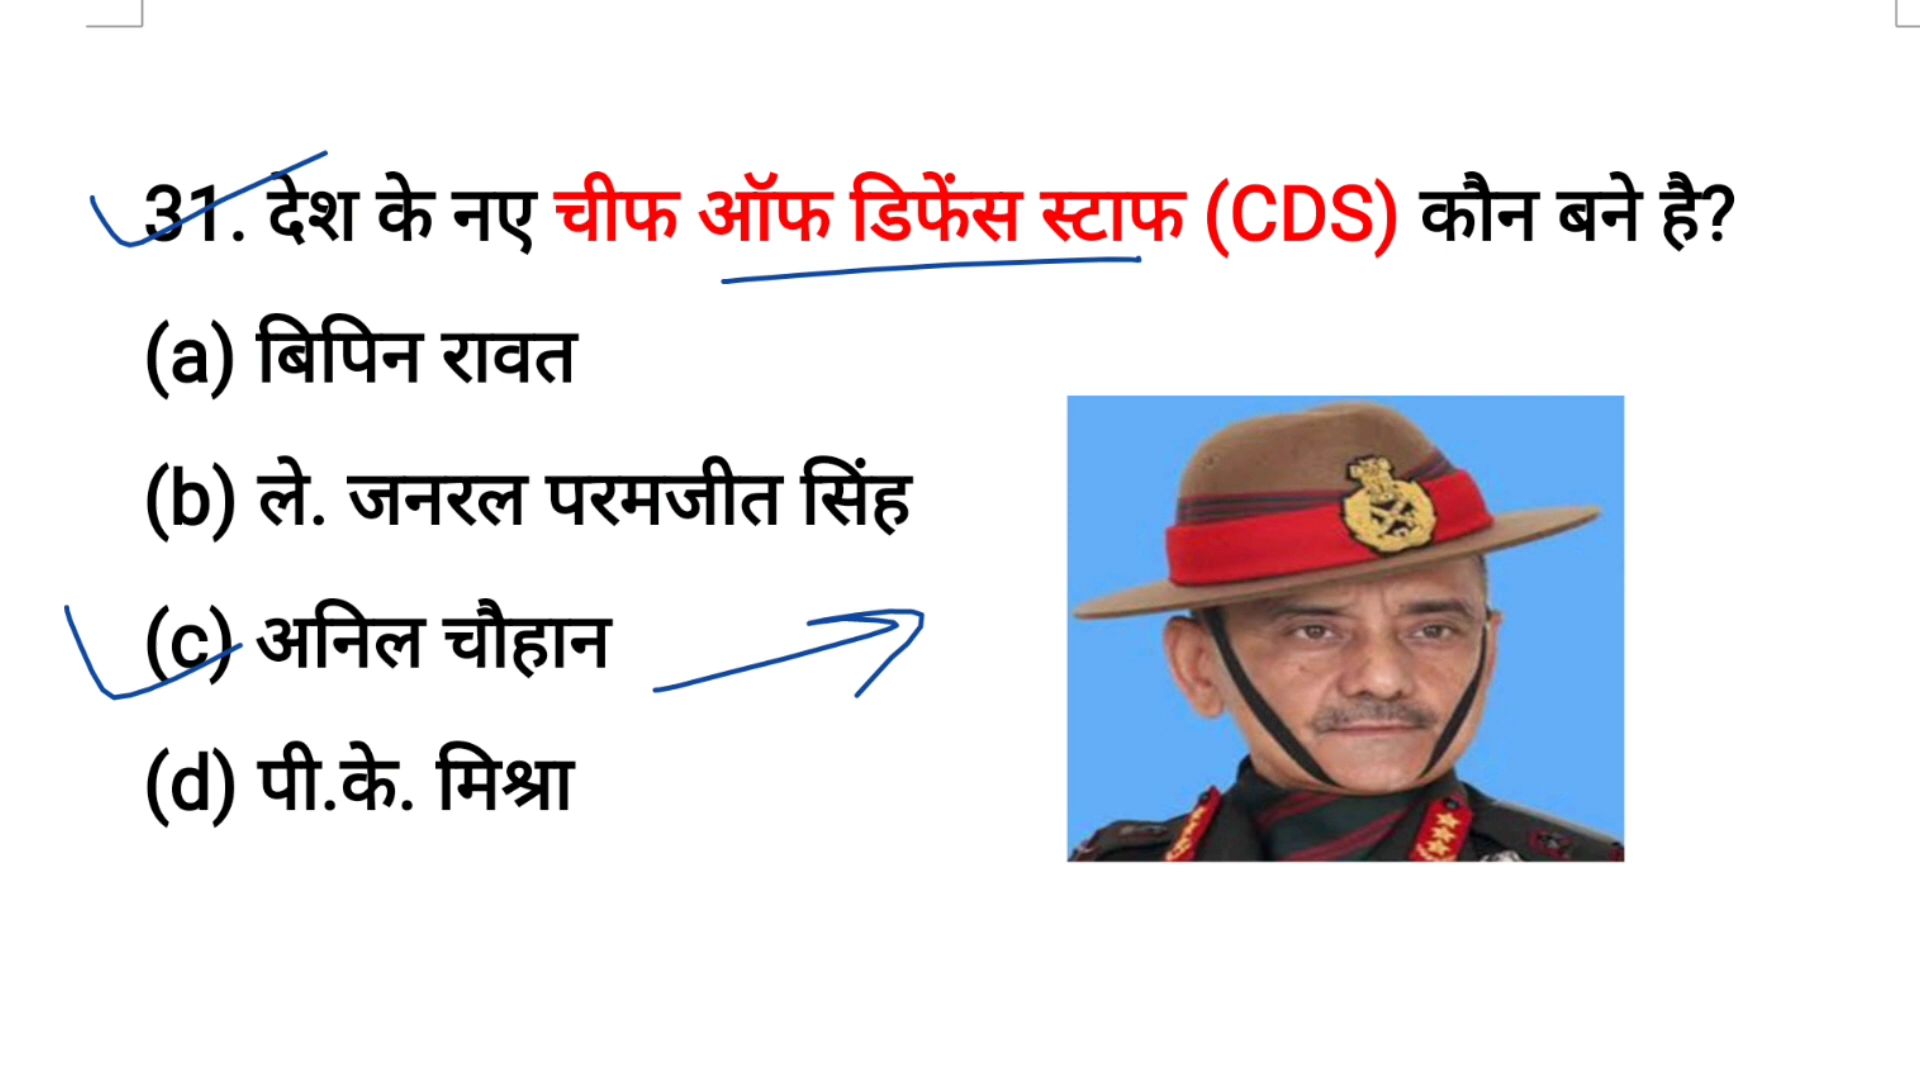 31. देश के नए चीफ ऑफ डिफेंस स्टाफ (CDS) कौन बने है?
(a) बिपिन रावत
(b) ले. जनरल परमजीत सिंह
(c) अनिल चौहान
(d) पी.के. मिश्रा